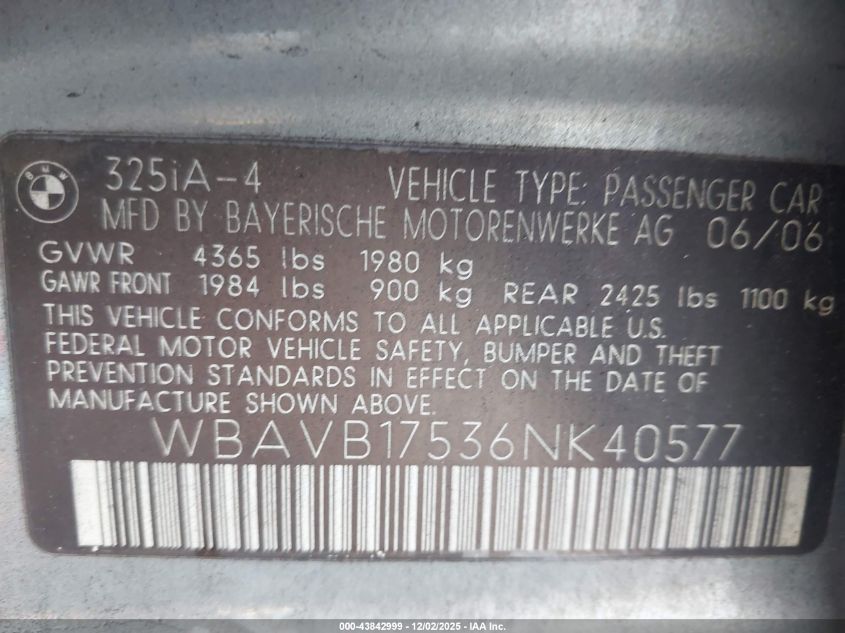 BMW
325iA-4 VEHICLE TYPE: PASSENGER CAR
MFD BY BAYERISCHE MOTORENWERKE AG 06/06
GVWR 4365 lbs 1980 kg
GAWR FRONT 1984 lbs 900 kg REAR 2425 lbs 1100 kg
THIS VEHICLE CONFORMS TO ALL APPLICABLE U.S.
FEDERAL MOTOR VEHICLE SAFETY, BUMPER AND THEFT
PREVENTION STANDARDS IN EFFECT ON THE DATE OF
MANUFACTURE SHOWN ABOVE.
WBAVB17536NK40577
000-43842999 - 12/02/2025 - IAA Inc.